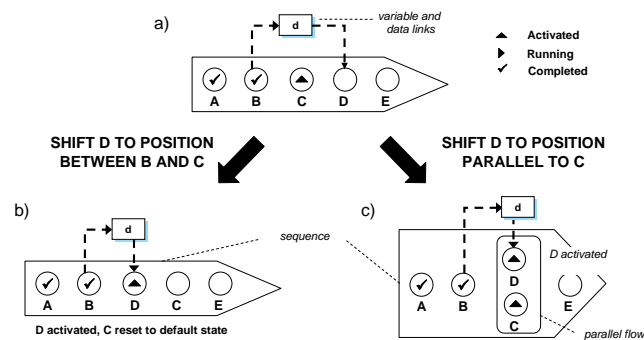 a)
d
variable and
data links
Activated
Running
Completed
A B C D E
SHIFT D TO POSITION
BETWEEN B AND C
SHIFT D TO POSITION
PARALLEL TO C
b)
d
sequence
A B D C E
D activated, C reset to default state
c)
d
D activated
D
A B E
C
parallel flow